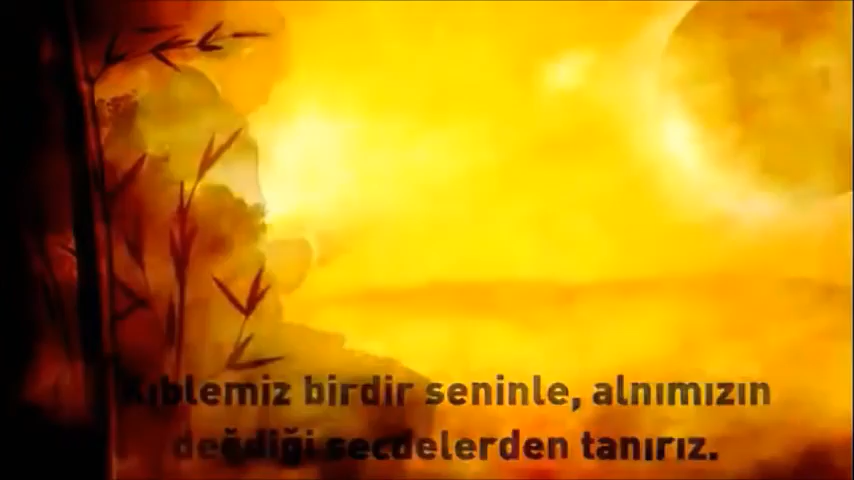 Kıblemiz birdir seninle, alnımızın
değdiği secdelerden tanırız.